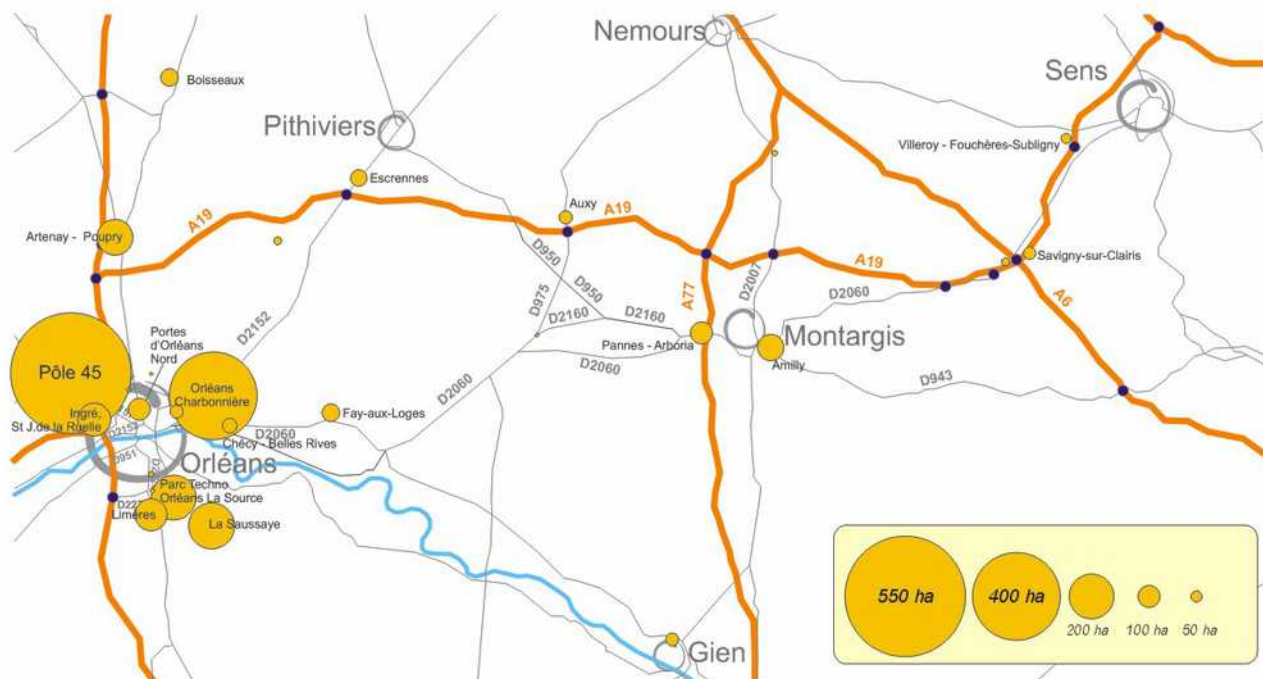 Nemours
Sens
Boisseaux
Pithiviers
Villeroy - Fouchères-Subligny
Escrennes
Auxy
A19
A19
Artenay - Poupry
D950
Savigny-sur-Clairis
A19
D2007
D950
D2060
A77
A6
D975
D2160
D2160
D2152
Portes
d'Orléans
Nord
Pannes - Arboria
Montargis
D2060
Amilly
Pôle 45
Orléans
Charbonnière
D943
D2060
Ingré,
St J.de la Ruelle
Fay-aux-Loges
D2152
D2060
Chécy - Belles Rives
D951
Orléans
Parc Techno
Orléans La Source
Limères
La Saussaye
Gien
550 ha
400 ha
200 ha
100 ha
50 ha